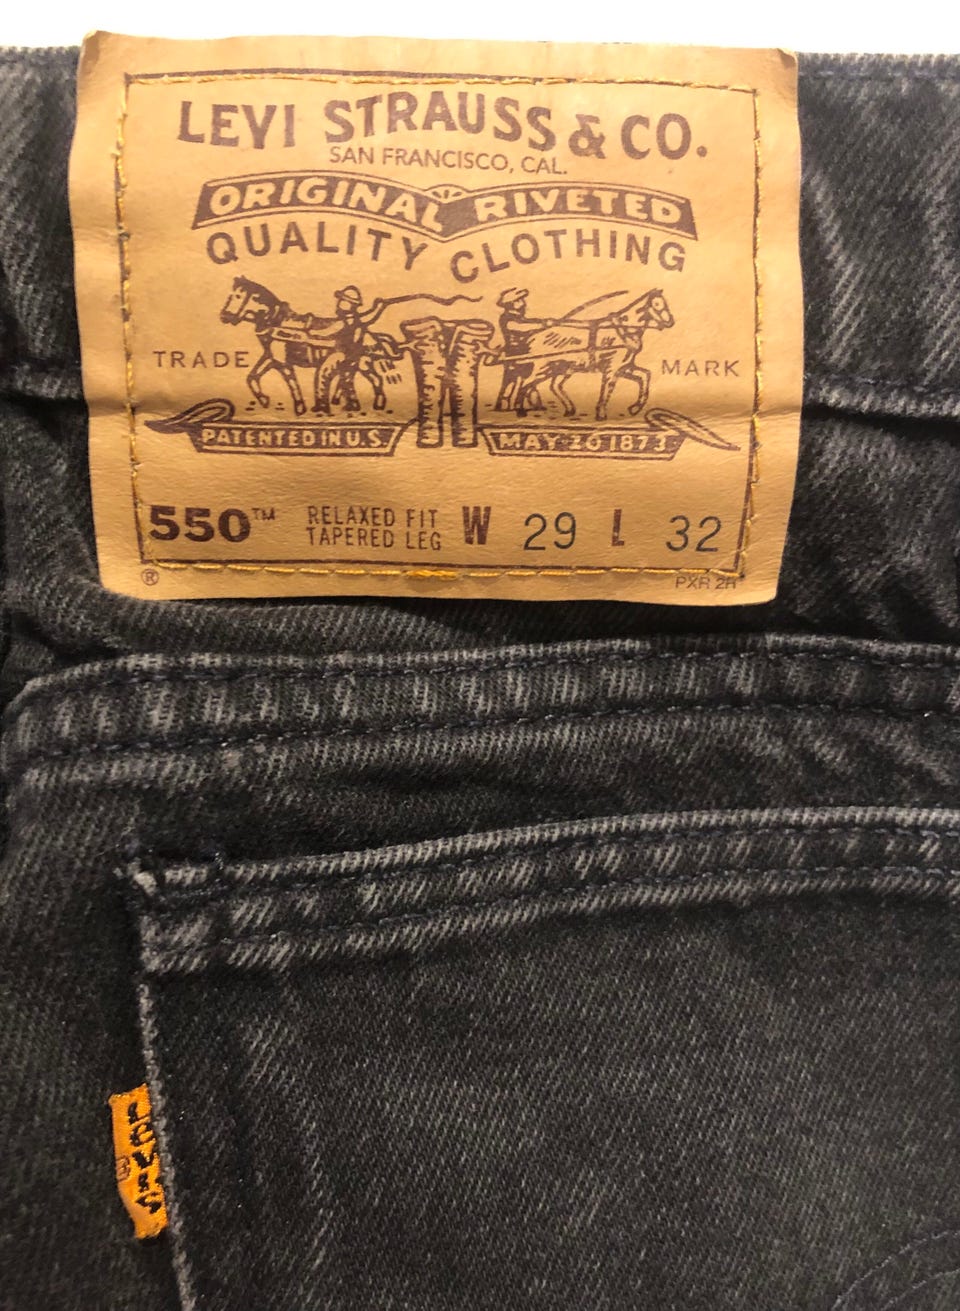 LEVI STRAUSS & CO.
SAN FRANCISCO, CAL.
ORIGINAL RIVETED
QUALITY CLOTHING
TRADE MARK
PATENTED IN U.S. MAY 20 1873
550™ RELAXED FIT TAPERED LEG W 29 L 32
® PXR 2H
LEVI'S
®